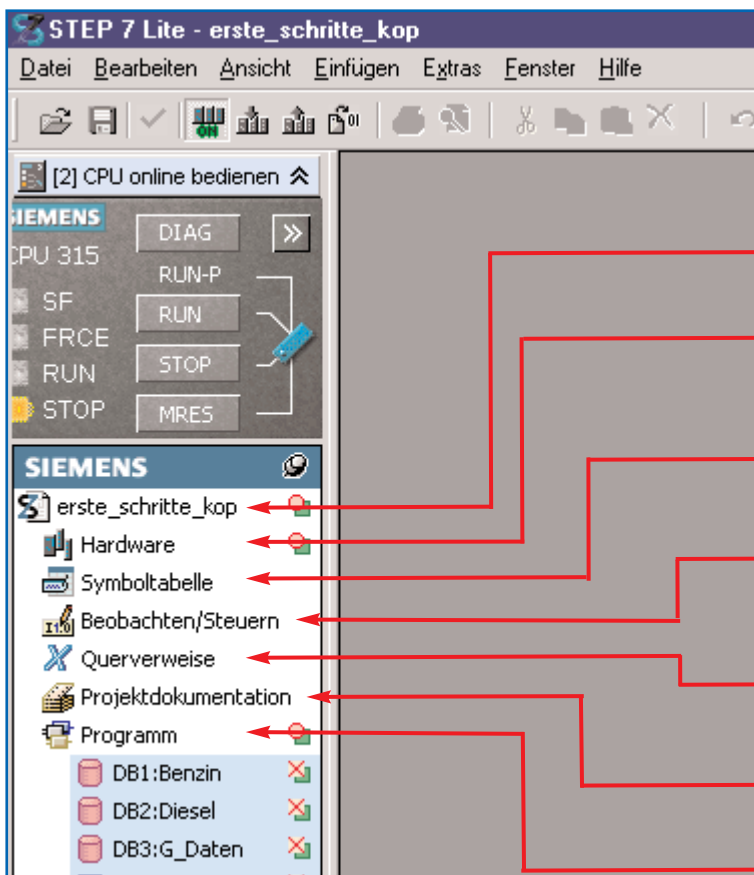 STEP 7 Lite - erste_schritte_kop
Datei Bearbeiten Ansicht Einfügen Extras Fenster Hilfe
ON
[2] CPU online bedienen
SIEMENS
CPU 315
DIAG
RUN-P
SF
RUN
FRCE
STOP
RUN
STOP
MRES
SIEMENS
erste_schritte_kop
Hardware
Symboltabelle
Beobachten/Steuern
Querverweise
Projektdokumentation
Programm
DB1:Benzin
DB2:Diesel
DB3:G_Daten